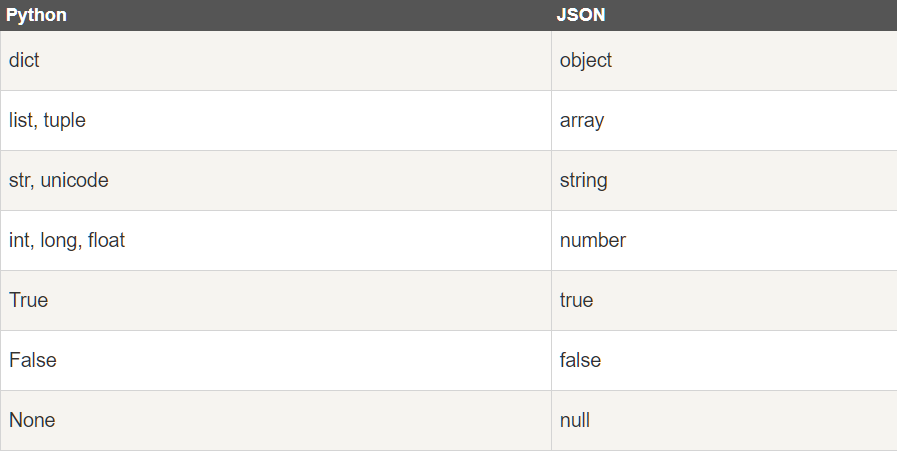 Python JSON
dict object
list, tuple array
str, unicode string
int, long, float number
True true
False false
None null